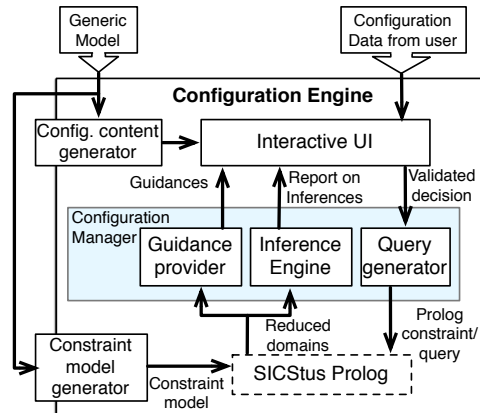 Generic
Model
Configuration
Data from user
Configuration Engine
Config. content
generator
Interactive UI
Guidances
Report on
Inferences
Validated
decision
Configuration
Manager
Guidance
provider
Inference
Engine
Query
generator
Reduced
domains
Prolog
constraint/
query
Constraint
model
generator
Constraint
model
SICStus Prolog